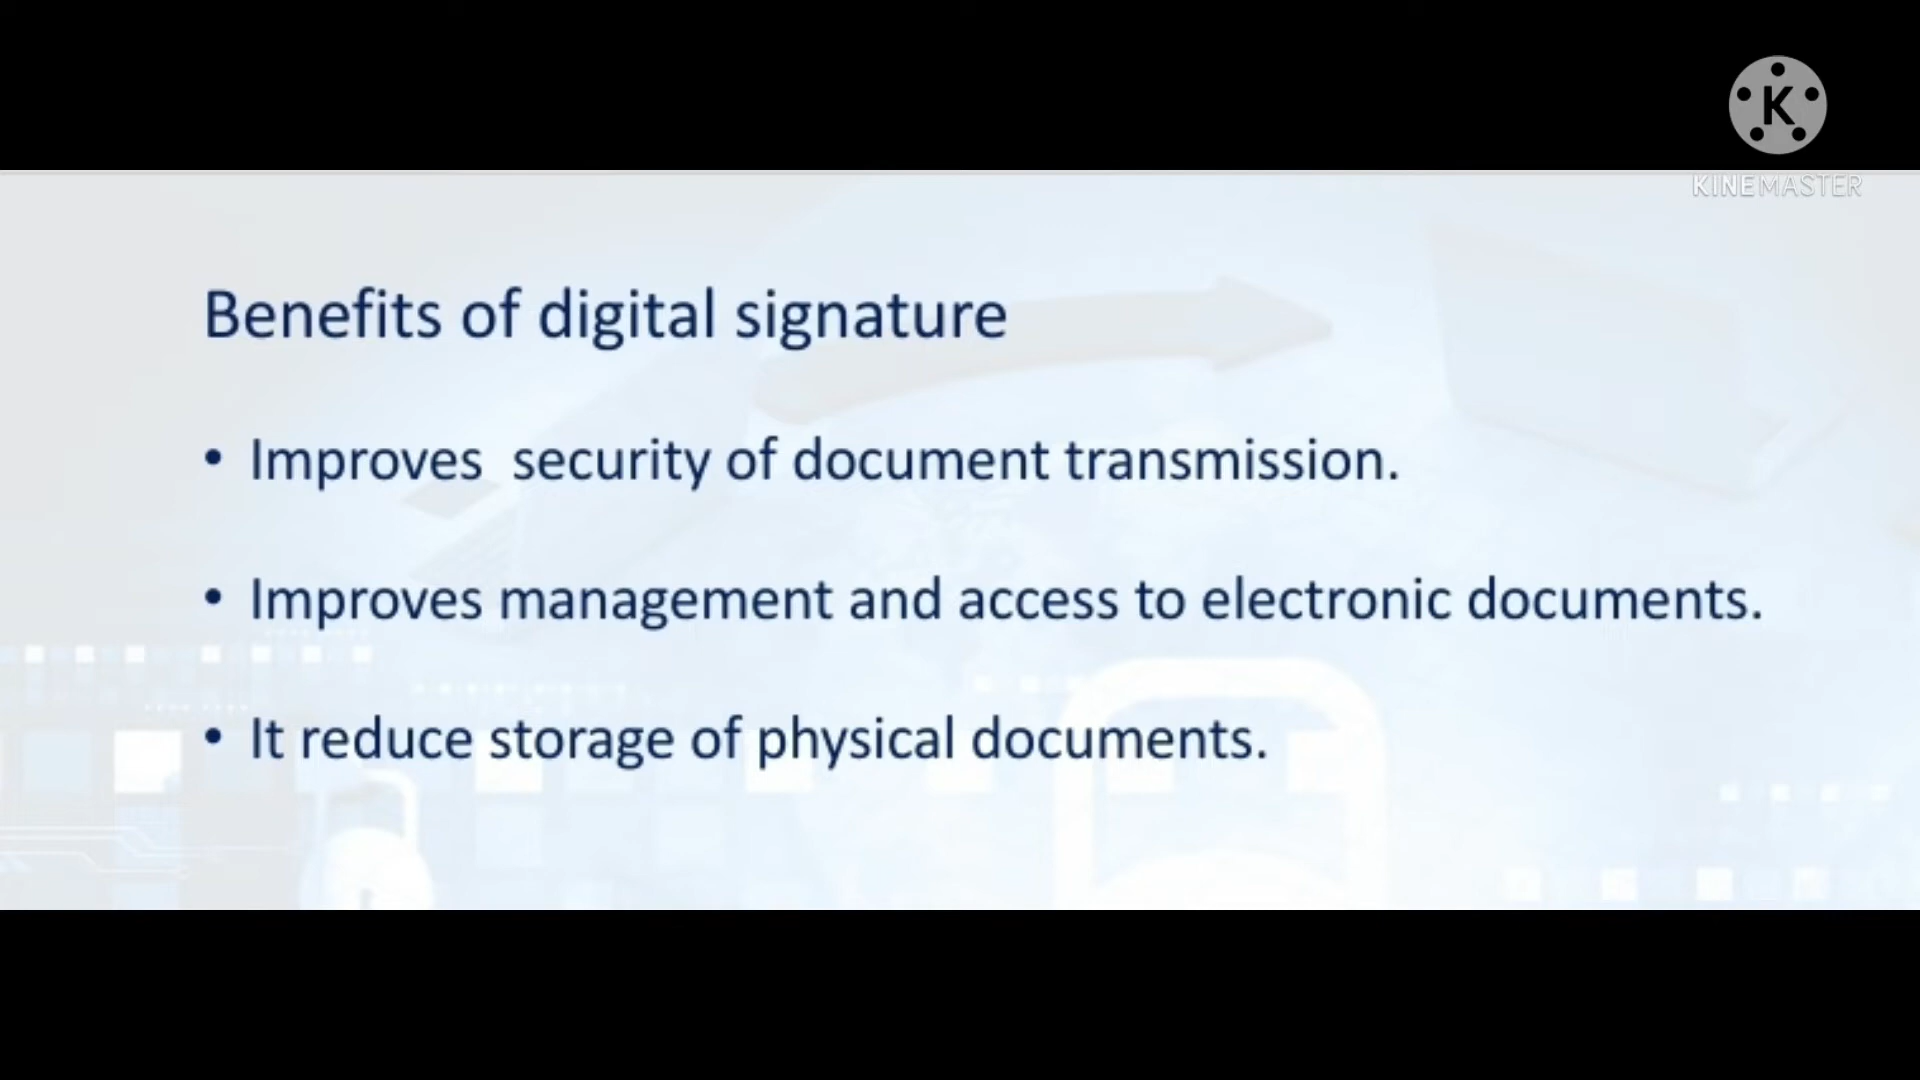 K
KINEMASTER
Benefits of digital signature
• Improves  security of document transmission.
• Improves management and access to electronic documents.
• It reduce storage of physical documents.